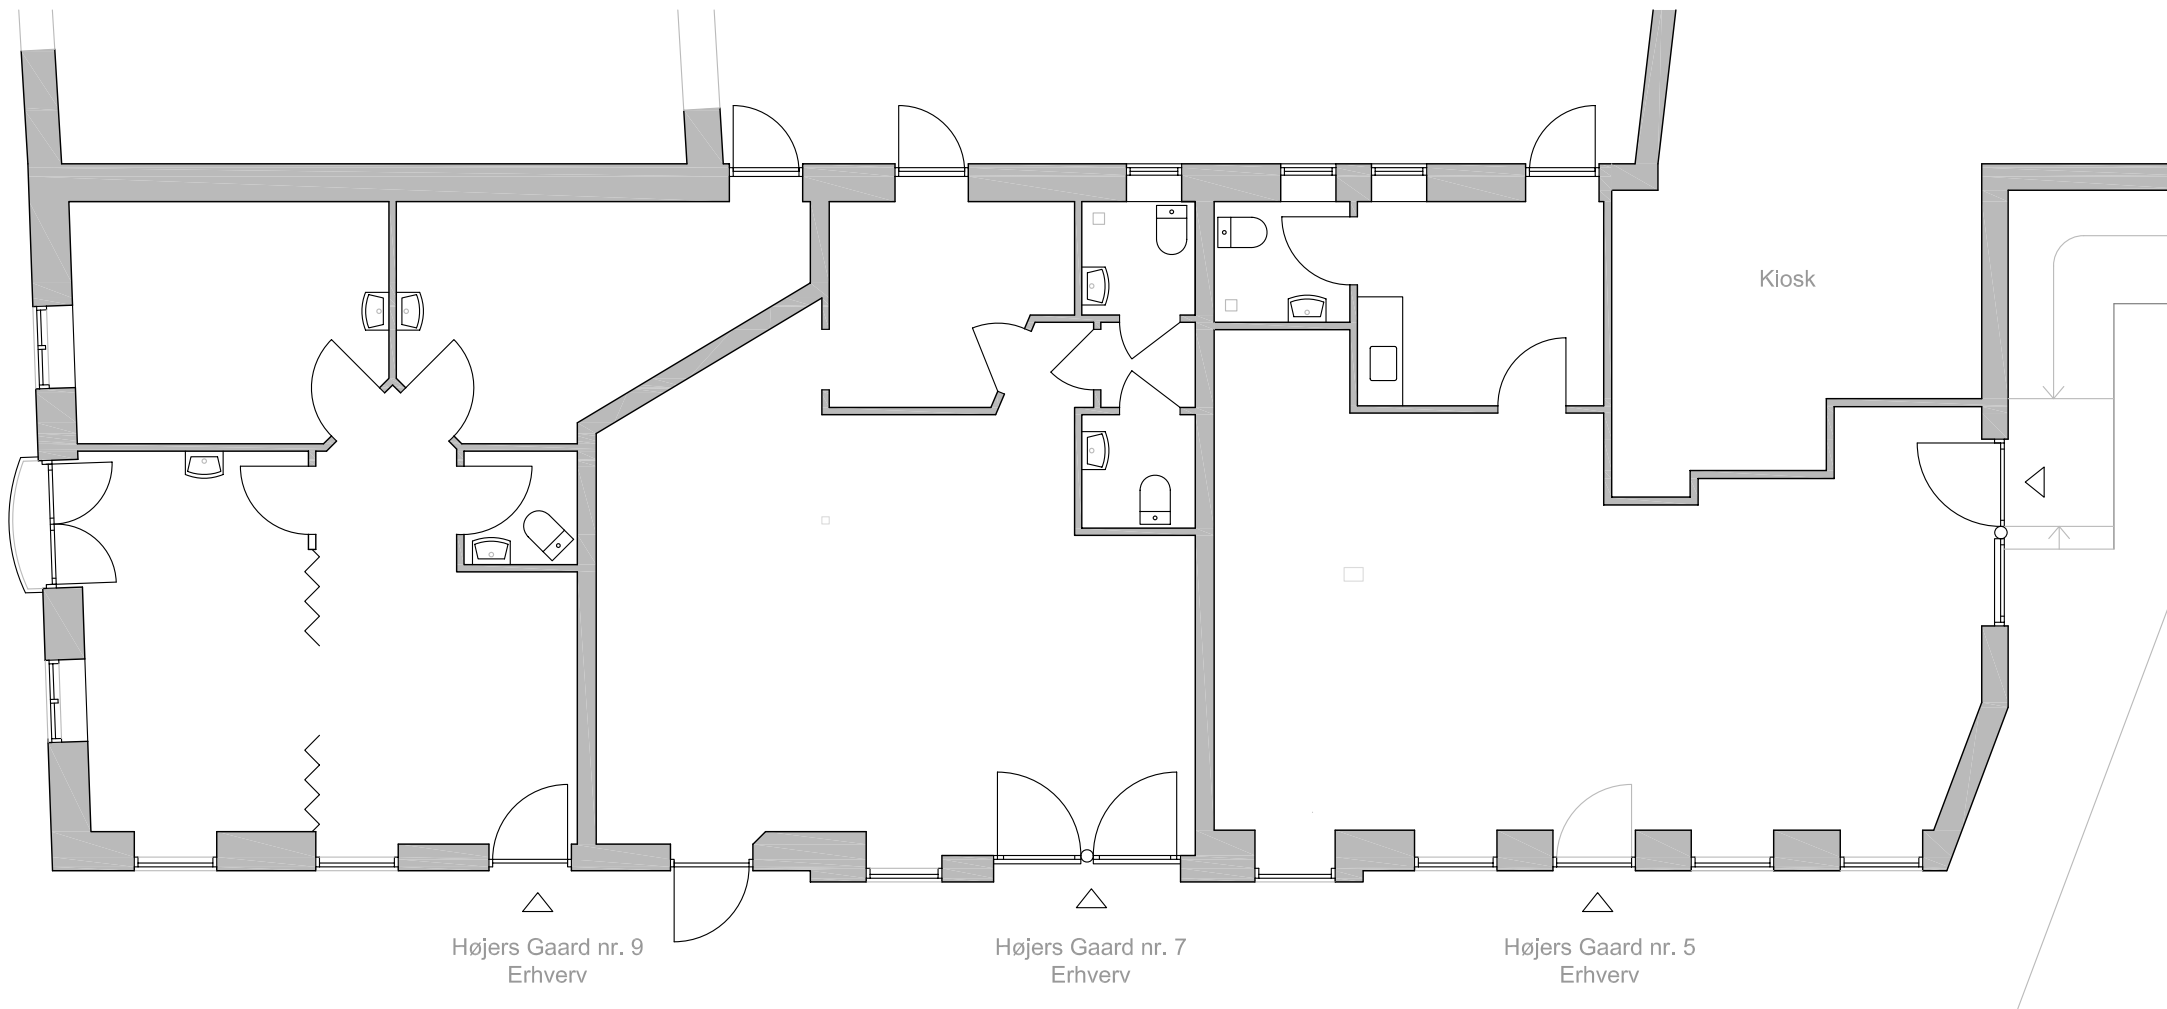 Kiosk
Højers Gaard nr. 9
Erhverv
Højers Gaard nr. 7
Erhverv
Højers Gaard nr. 5
Erhverv